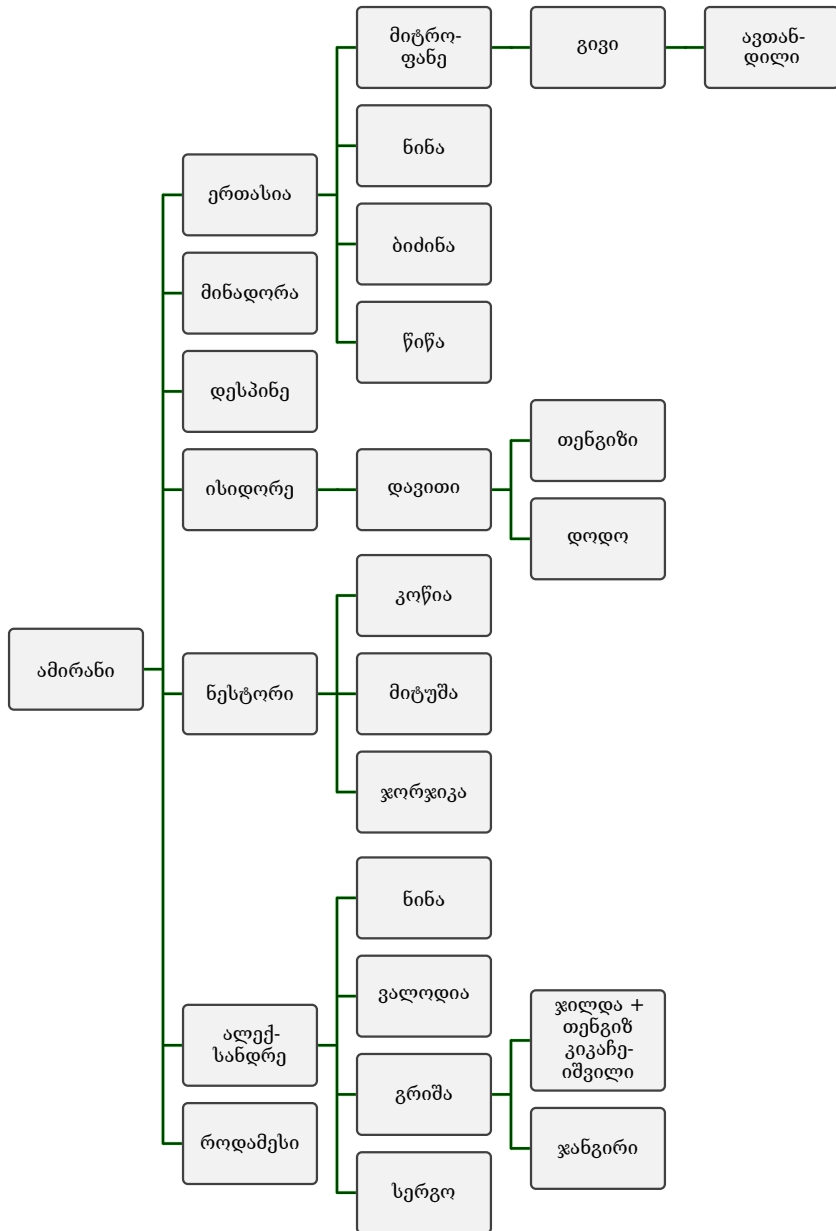 მიტრო-
ფანე
გივი
ავთან-
დილი
ნინა
ერთასია
ბიძინა
მინადორა
წიწა
დესპინე
თენგიზი
ისიდორე
დავითი
დოდო
კოწია
ამირანი
ნესტორი
მიტუშა
ჯორჯიკა
ნინა
ვალოდია
ჯილდა +
თენგიზ
კიკაჩე-
იშვილი
ალექ-
სანდრე
გრიშა
როდამესი
ჯანგირი
სერგო